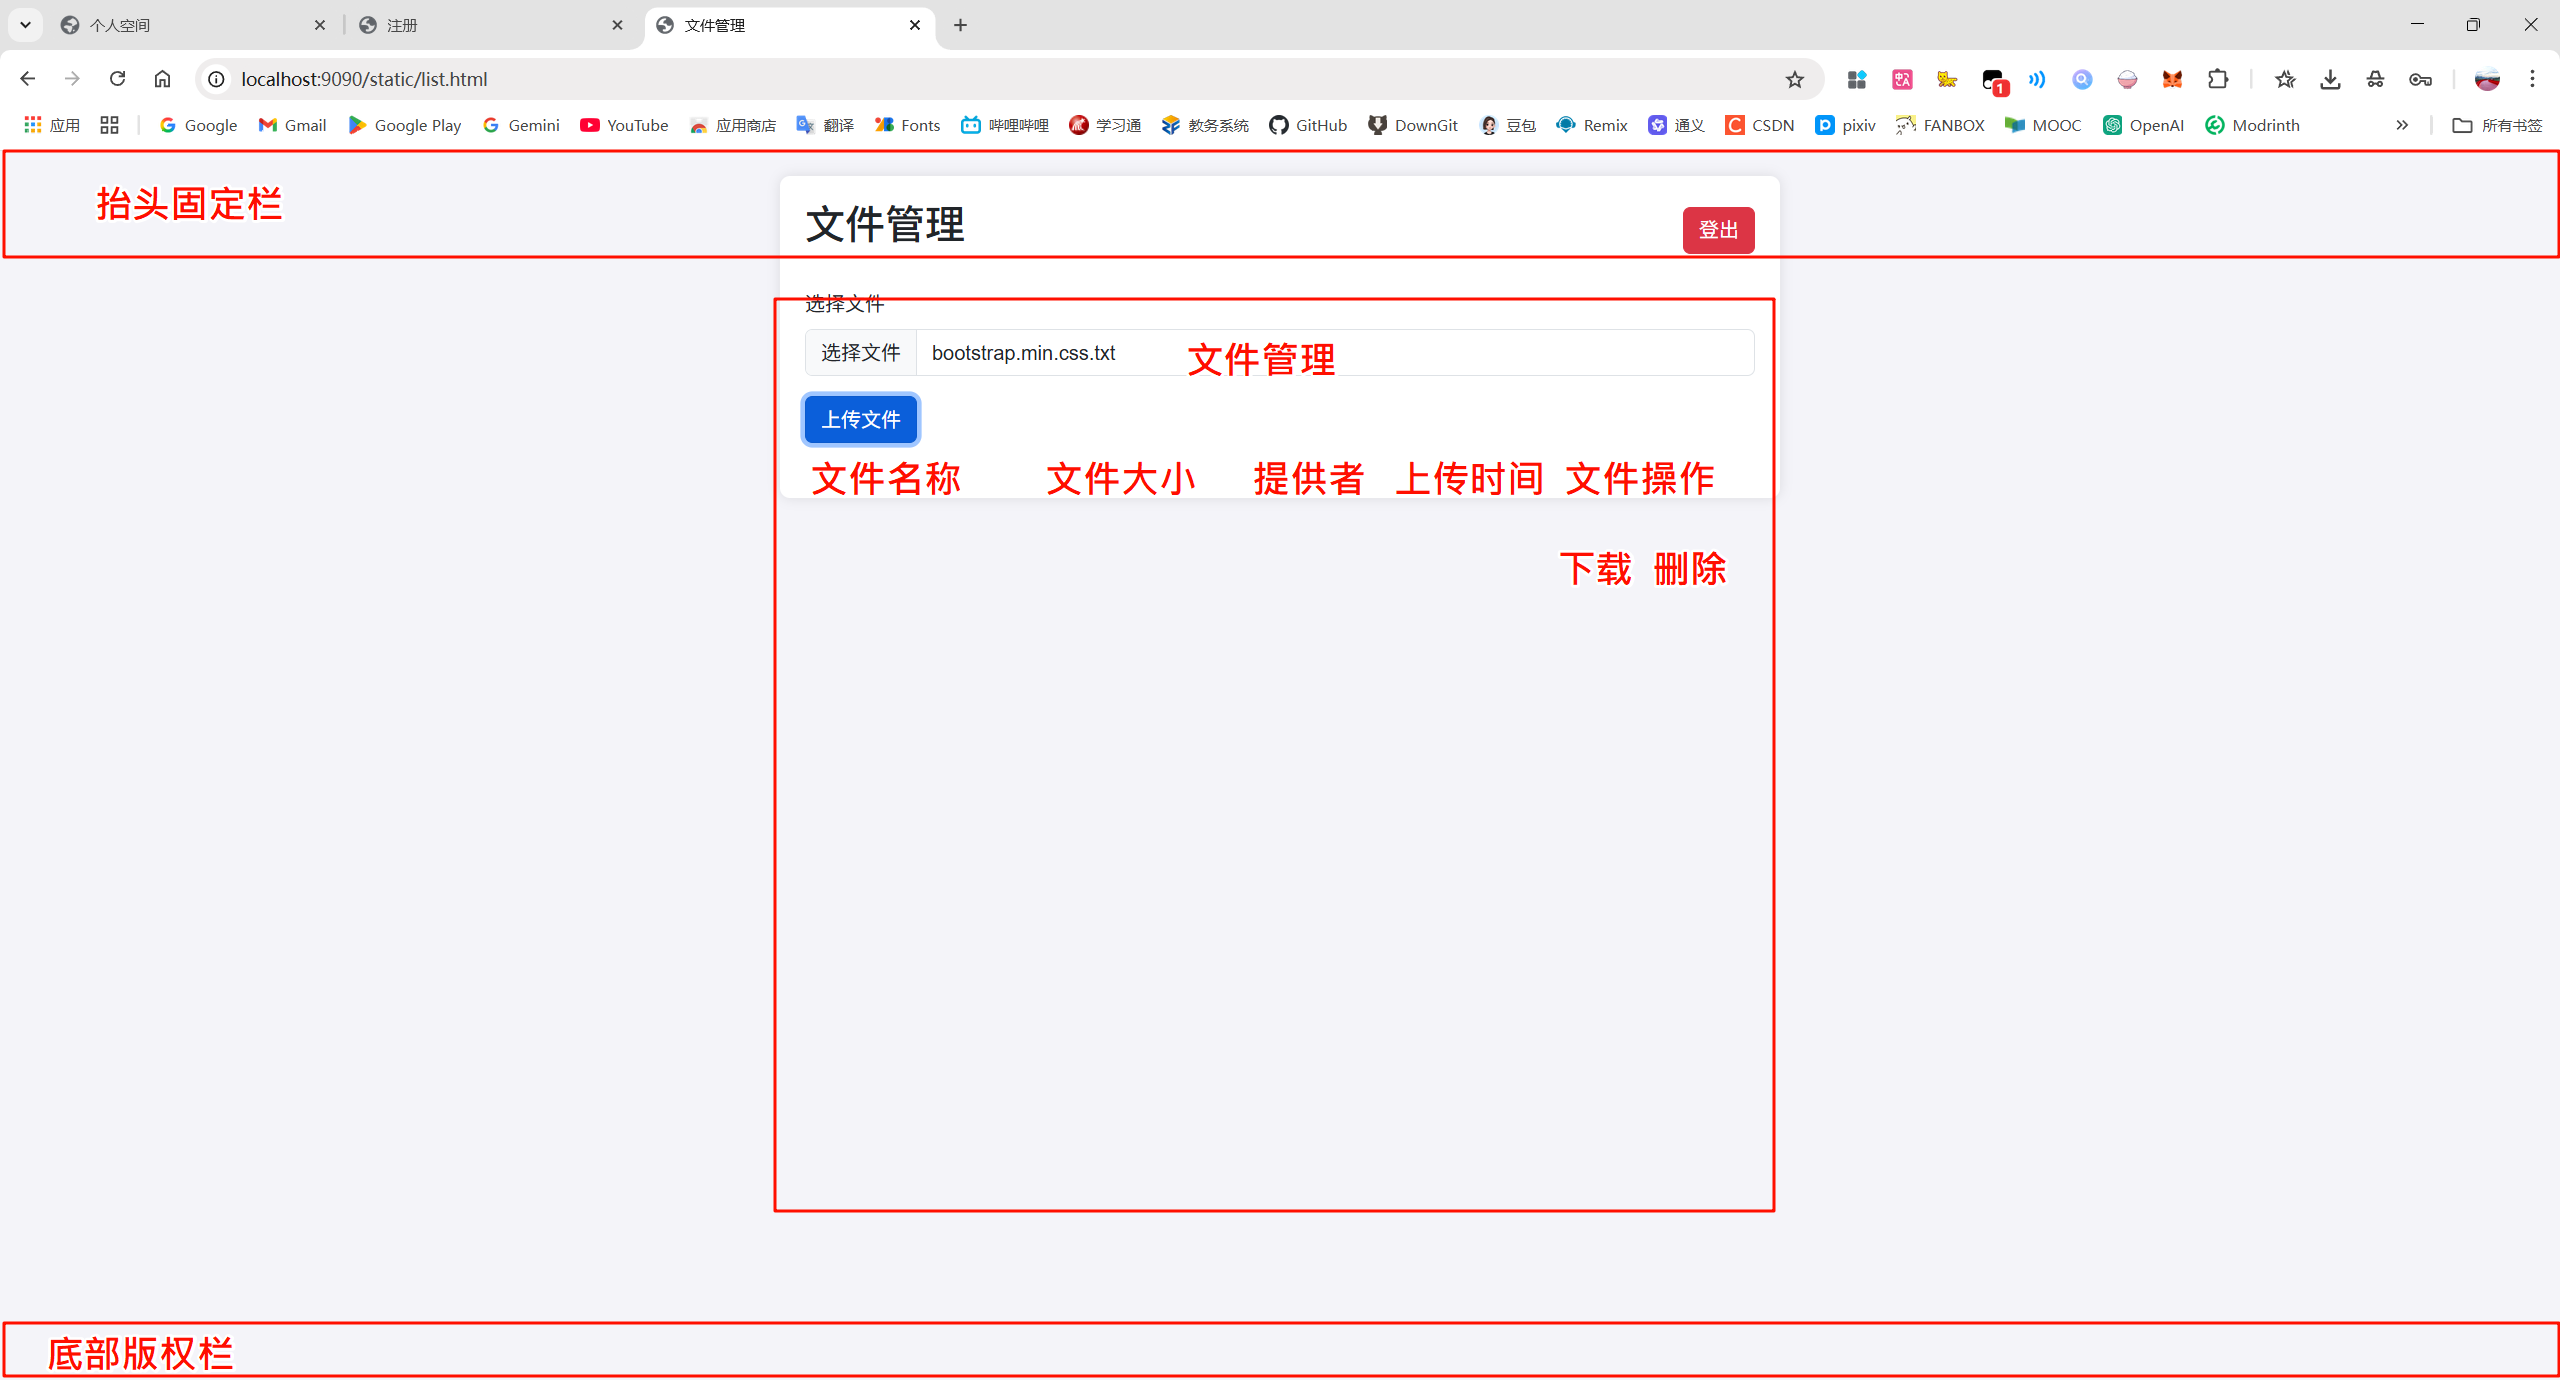 个人空间
注册
文件管理
localhost:9090/static/list.html
1
应用
Google
Gmail
Google Play
Gemini
YouTube
应用商店
翻译
Fonts
哔哩哔哩
学习通
教务系统
GitHub
DownGit
豆包
Remix
通义
CSDN
pixiv
FANBOX
MOOC
OpenAI
Modrinth
所有书签
抬头固定栏
文件管理
登出
选择文件
选择文件 bootstrap.min.css.txt
文件管理
上传文件
文件名称 文件大小 提供者 上传时间 文件操作
下载 删除
底部版权栏